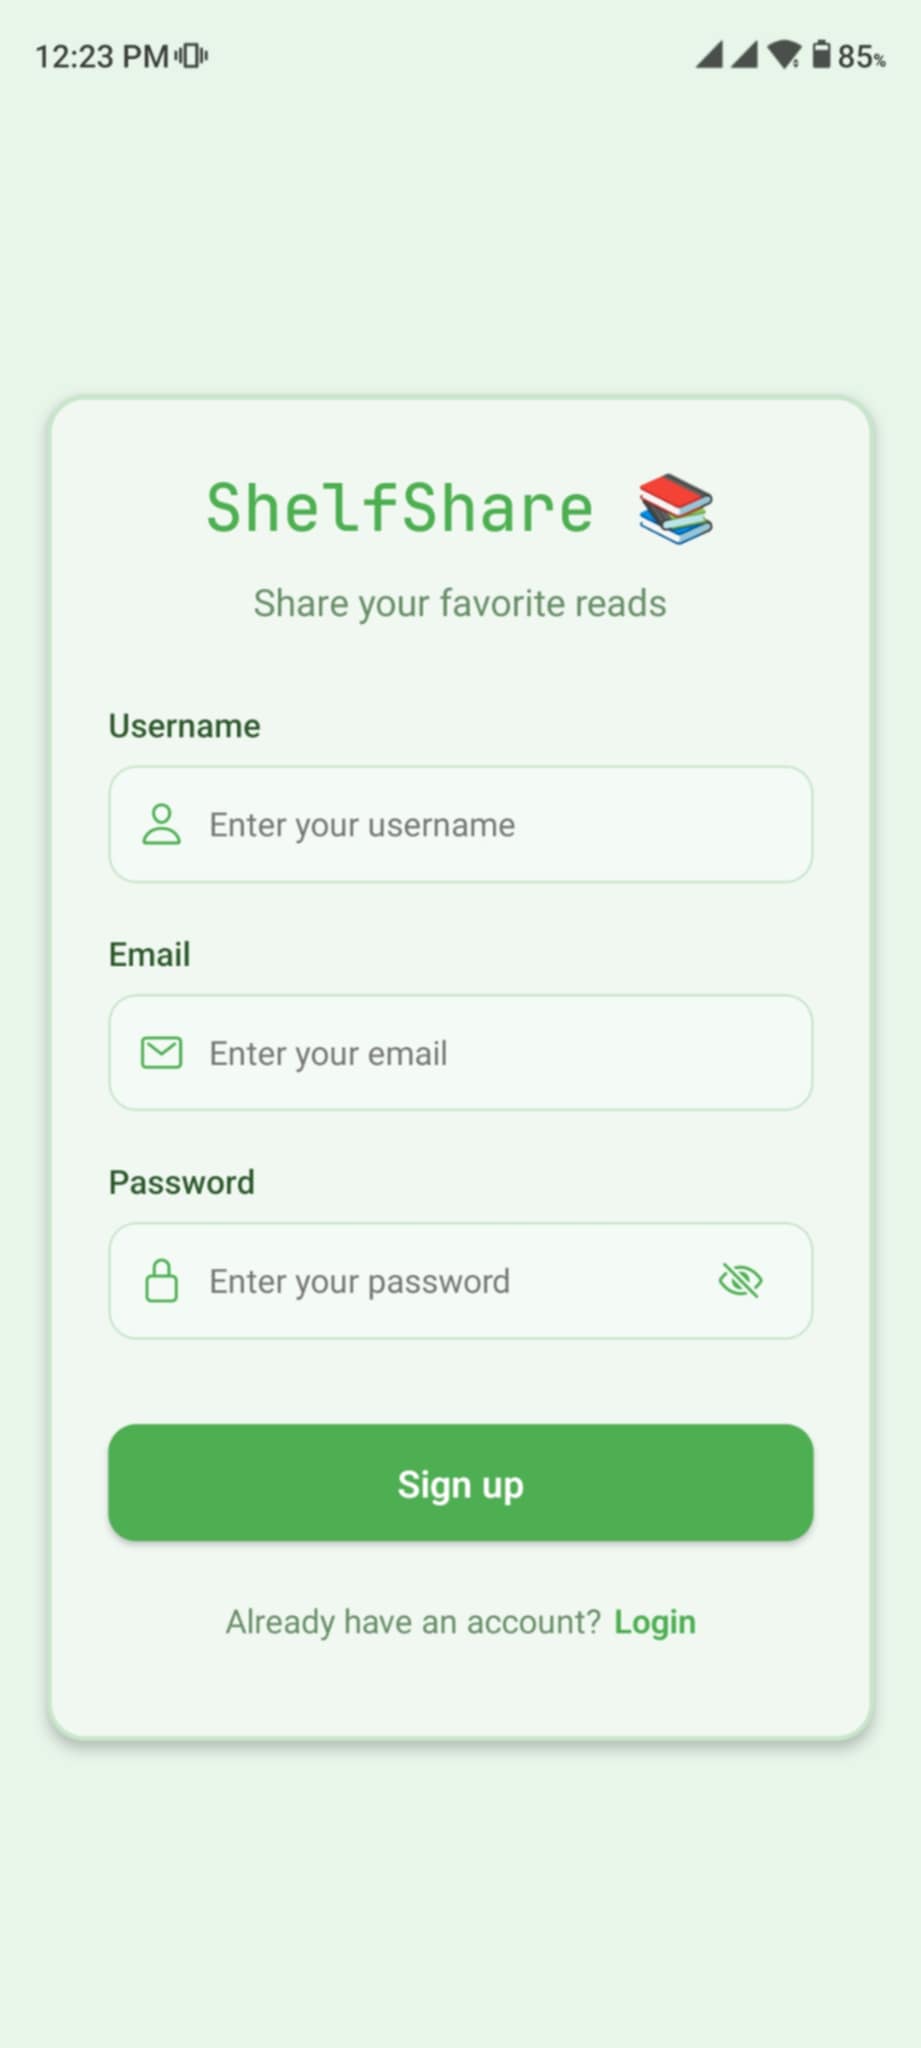 12:23 PM 85%
ShelfShare
Share your favorite reads
Username
Enter your username
Email
Enter your email
Password
Enter your password
Sign up
Already have an account? Login